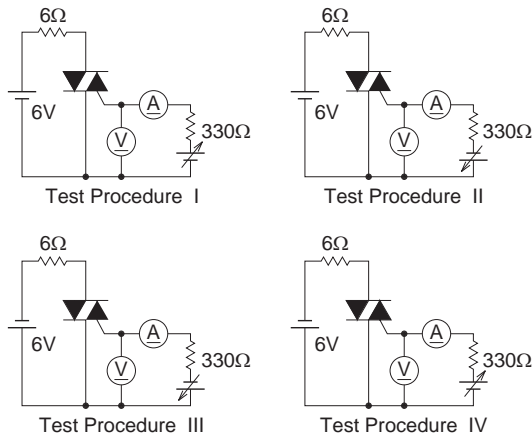 6Ω
6V
A
V
330Ω
Test Procedure I
6Ω
6V
A
V
330Ω
Test Procedure II
6Ω
6V
A
V
330Ω
Test Procedure III
6Ω
6V
A
V
330Ω
Test Procedure IV